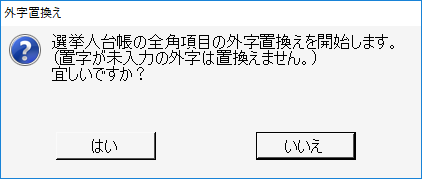 外字置換え
選挙人台帳の全角項目の外字置換えを開始します。
(置字が未入力の外字は置換えません。)
宜しいですか？
はい
いいえ